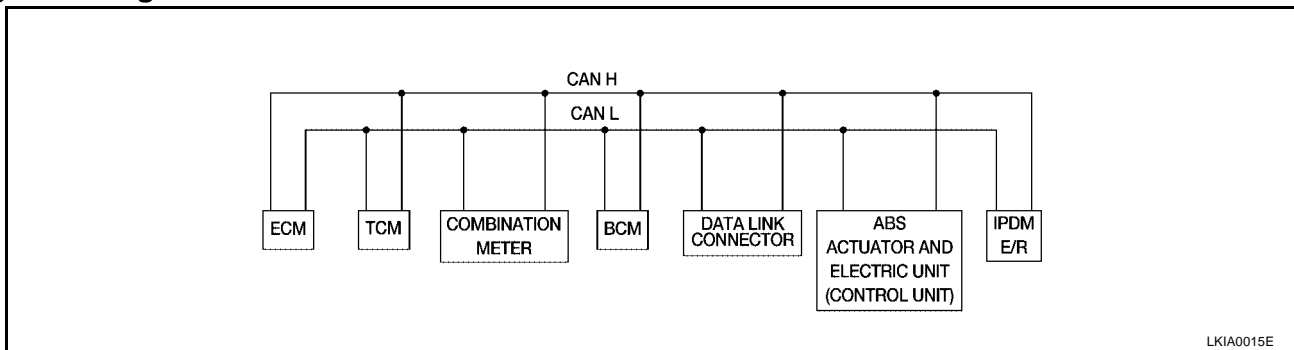 CAN H
CAN L
ECM
TCM
COMBINATION
METER
BCM
DATA LINK
CONNECTOR
ABS
ACTUATOR AND
ELECTRIC UNIT
(CONTROL UNIT)
IPDM
E/R
LKIA0015E